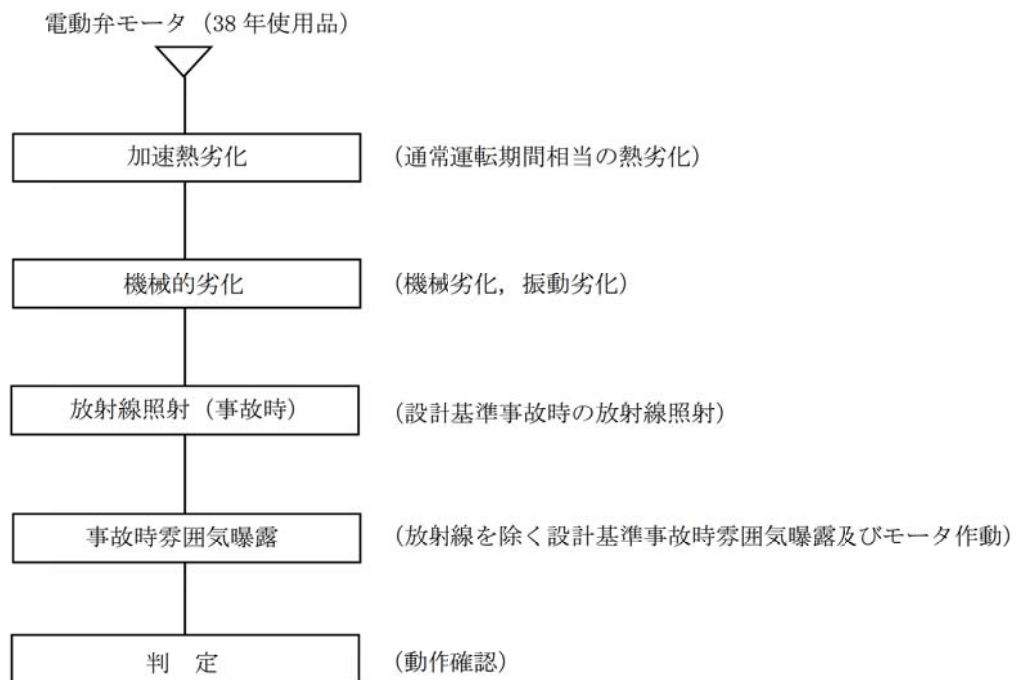 電動弁モータ（38 年使用品）
加速熱劣化 （通常運転期間相当の熱劣化）
機械的劣化 （機械劣化，振動劣化）
放射線照射（事故時） （設計基準事故時の放射線照射）
事故時雰囲気曝露 （放射線を除く設計基準事故時雰囲気曝露及びモータ作動）
判　定 （動作確認）